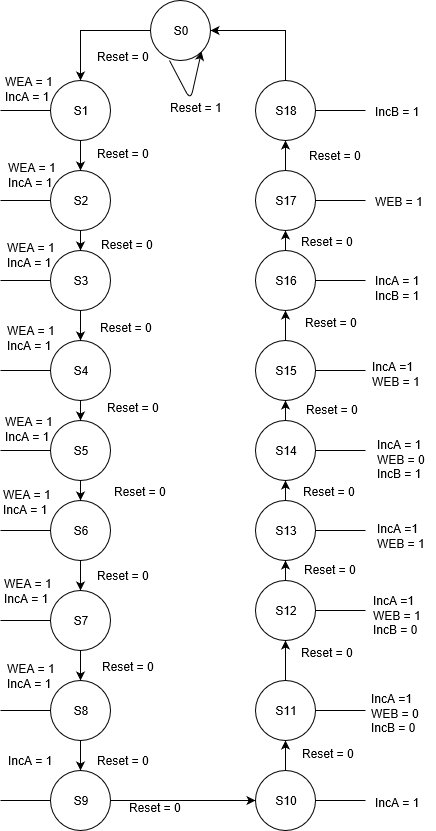 S0
Reset = 0
Reset = 1
WEA = 1
IncA = 1
S1
Reset = 0
WEA = 1
IncA = 1
S2
Reset = 0
WEA = 1
IncA = 1
S3
Reset = 0
WEA = 1
IncA = 1
S4
Reset = 0
WEA = 1
IncA = 1
S5
Reset = 0
WEA = 1
IncA = 1
S6
Reset = 0
WEA = 1
IncA = 1
S7
Reset = 0
WEA = 1
IncA = 1
S8
Reset = 0
IncA = 1
S9
Reset = 0
S18
IncB = 1
Reset = 0
S17
WEB = 1
Reset = 0
S16
IncA = 1
IncB = 1
Reset = 0
S15
IncA =1
WEB = 1
Reset = 0
S14
IncA = 1
WEB = 0
IncB = 1
Reset = 0
S13
IncA =1
WEB = 1
Reset = 0
S12
IncA =1
WEB = 1
IncB = 0
Reset = 0
S11
IncA =1
WEB = 0
IncB = 0
Reset = 0
S10
IncA = 1